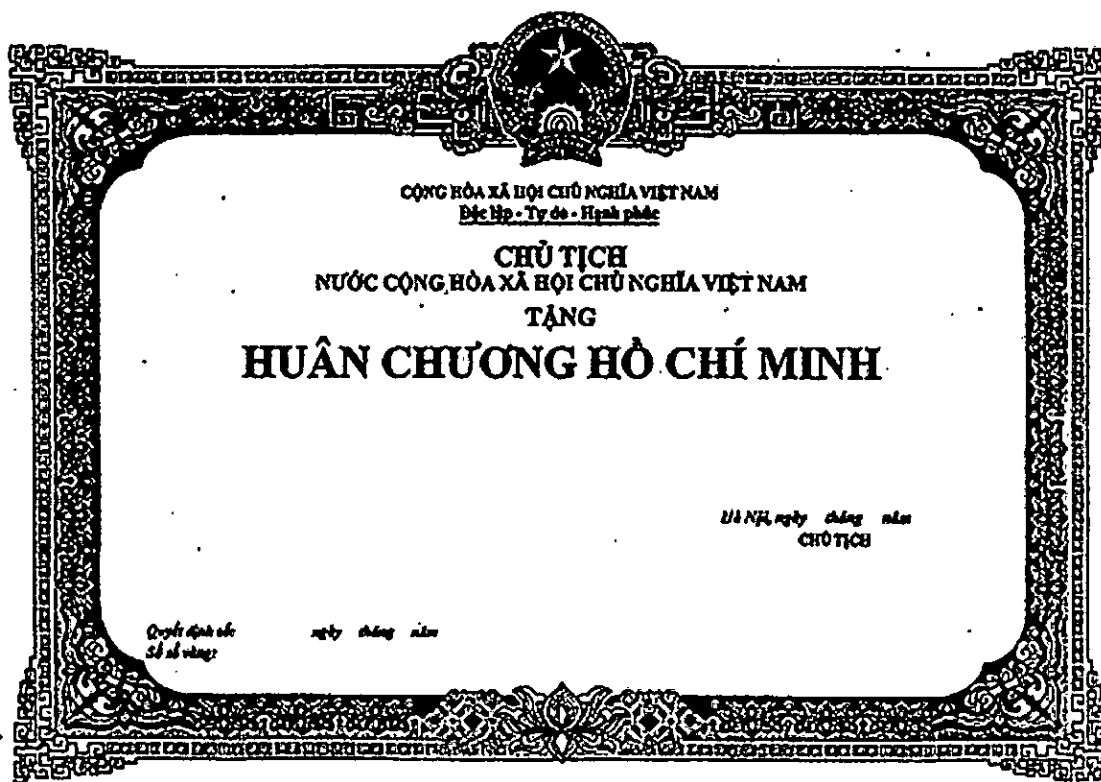 CỘNG HÒA XÃ HỘI CHỦ NGHĨA VIỆT NAM
Độc lập - Tự do - Hạnh phúc
CHỦ TỊCH
NƯỚC CỘNG HÒA XÃ HỘI CHỦ NGHĨA VIỆT NAM
TẶNG
HUÂN CHƯƠNG HỒ CHÍ MINH
Hà Nội, ngày tháng năm
CHỦ TỊCH
Quyết định số: ngày tháng năm
Số sổ vàng: